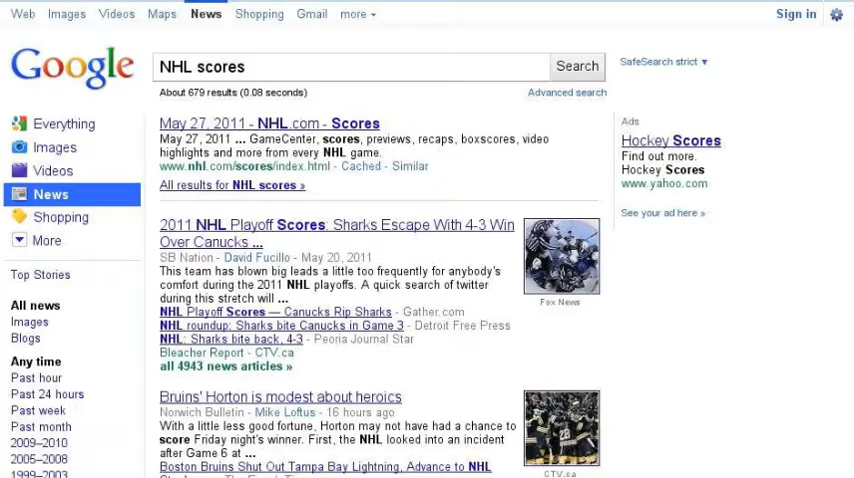 Web Images Videos Maps News Shopping Gmail more
Sign in
Google
NHL scores
Search
SafeSearch strict ▼
About 679 results (0.08 seconds)
Advanced search
Everything
Images
Videos
News
Shopping
More
Top Stories
All news
Images
Blogs
Any time
Past hour
Past 24 hours
Past week
Past month
2009–2010
2005–2008
1999–2003
May 27, 2011 - NHL.com - Scores
May 27, 2011 ... GameCenter, scores, previews, recaps, boxscores, video
highlights and more from every NHL game.
www.nhl.com/scores/index.html - Cached - Similar
All results for NHL scores »
2011 NHL Playoff Scores: Sharks Escape With 4-3 Win
Over Canucks ...
SB Nation - David Fucillo - May 20, 2011
This team has blown big leads a little too frequently for anybody's
comfort during the 2011 NHL playoffs. A quick search of twitter
during this stretch will ...
NHL Playoff Scores — Canucks Rip Sharks - Gather.com
NHL roundup: Sharks bite Canucks in Game 3 - Detroit Free Press
NHL: Sharks bite back, 4-3 - Peoria Journal Star
Bleacher Report - CTV.ca
all 4943 news articles »
Fox News
Bruins' Horton is modest about heroics
Norwich Bulletin - Mike Loftus - 16 hours ago
With a little less good fortune, Horton may not have had a chance to
score Friday night's winner. First, the NHL looked into an incident
after Game 6 at ...
Boston Bruins Shut Out Tampa Bay Lightning, Advance to NHL
CTV.ca
Ads
Hockey Scores
Find out more.
Hockey Scores
www.yahoo.com
See your ad here »